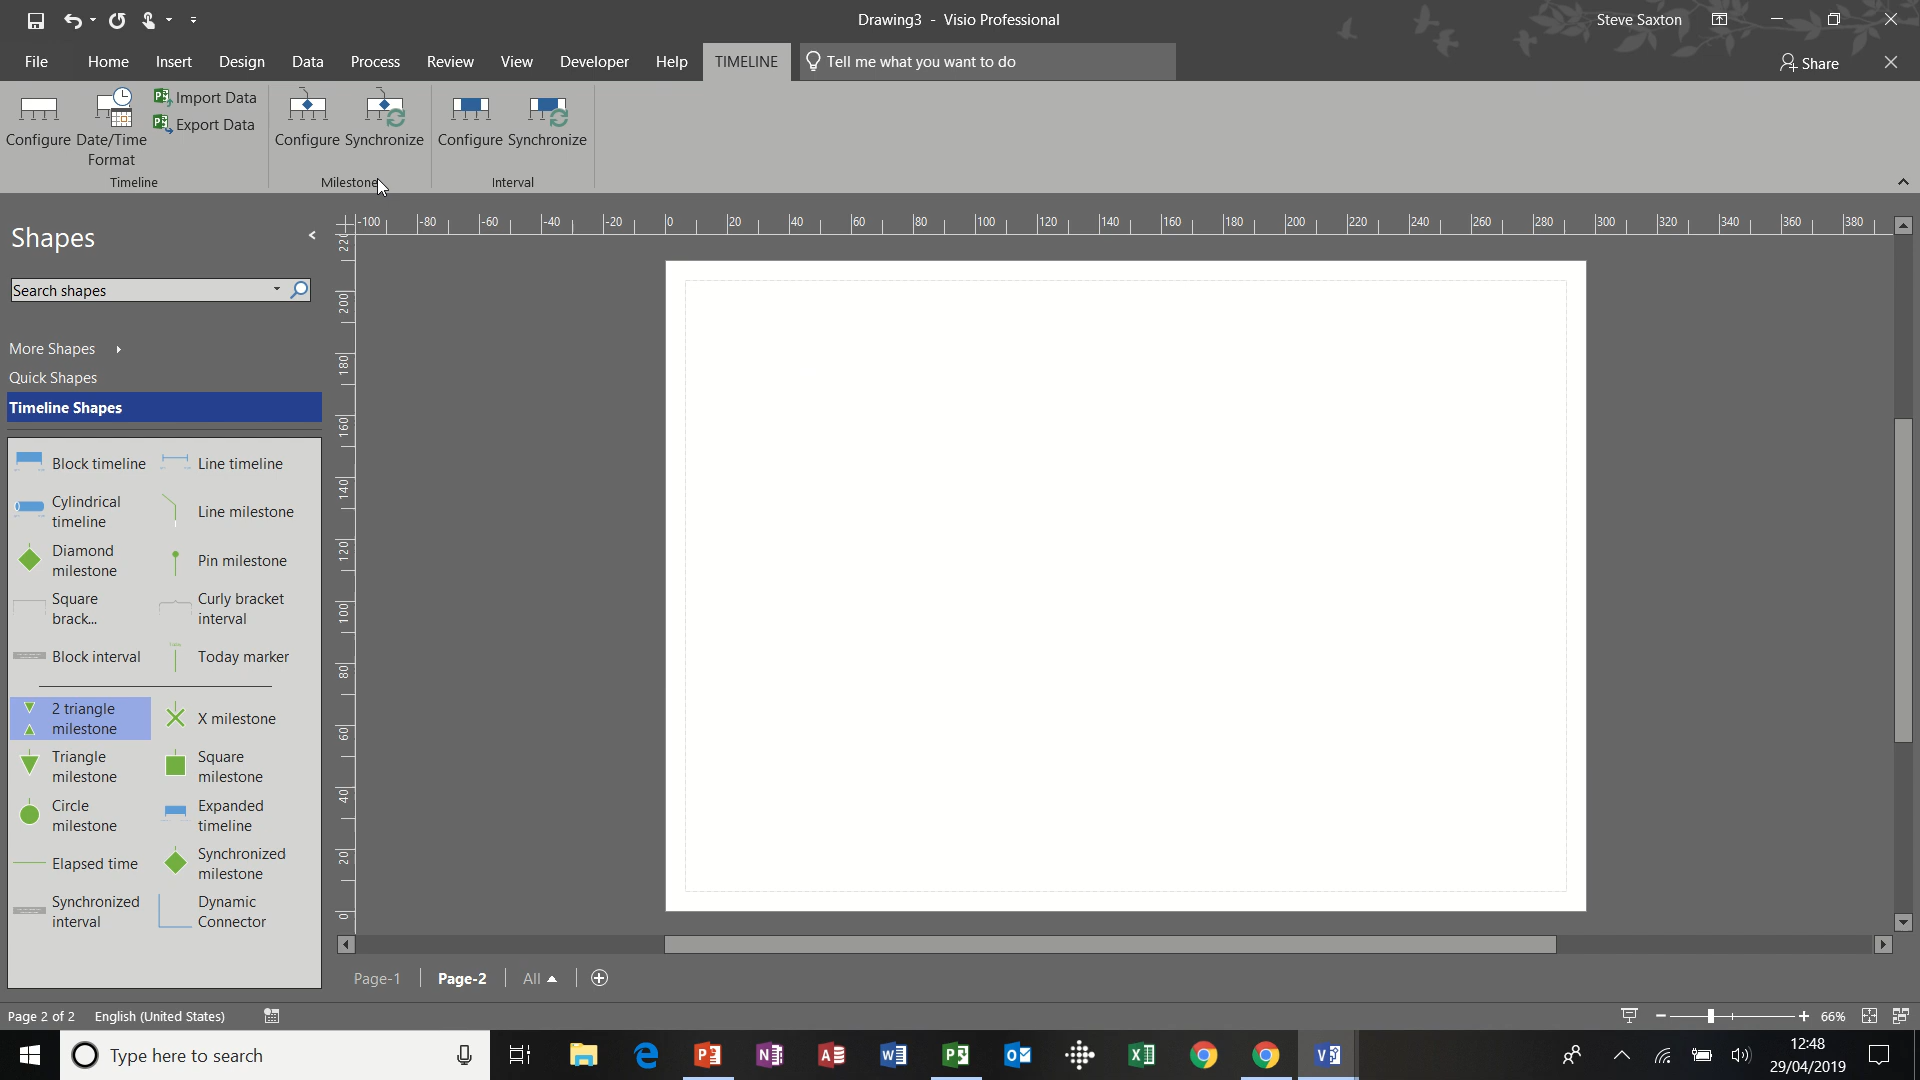 Drawing3 - Visio Professional
Steve Saxton
File Home Insert Design Data Process Review View Developer Help TIMELINE Tell me what you want to do Share
Configure Date/Time Format
Import Data
Export Data
Timeline
Configure Synchronize
Milestone
Configure Synchronize
Interval
Shapes
Search shapes
More Shapes
Quick Shapes
Timeline Shapes
Block timeline Line timeline
Cylindrical timeline Line milestone
Diamond milestone Pin milestone
Square brack... Curly bracket interval
Block interval Today marker
2 triangle milestone X milestone
Triangle milestone Square milestone
Circle milestone Expanded timeline
Elapsed time Synchronized milestone
Synchronized interval Dynamic Connector
-100 -80 -60 -40 -20 0 20 40 60 80 100 120 140 160 180 200 220 240 260 280 300 320 340 360 380
220
200
180
160
140
120
100
80
60
40
20
0
Page-1 Page-2 All
Page 2 of 2 English (United States) 66%
Type here to search
12:48
29/04/2019